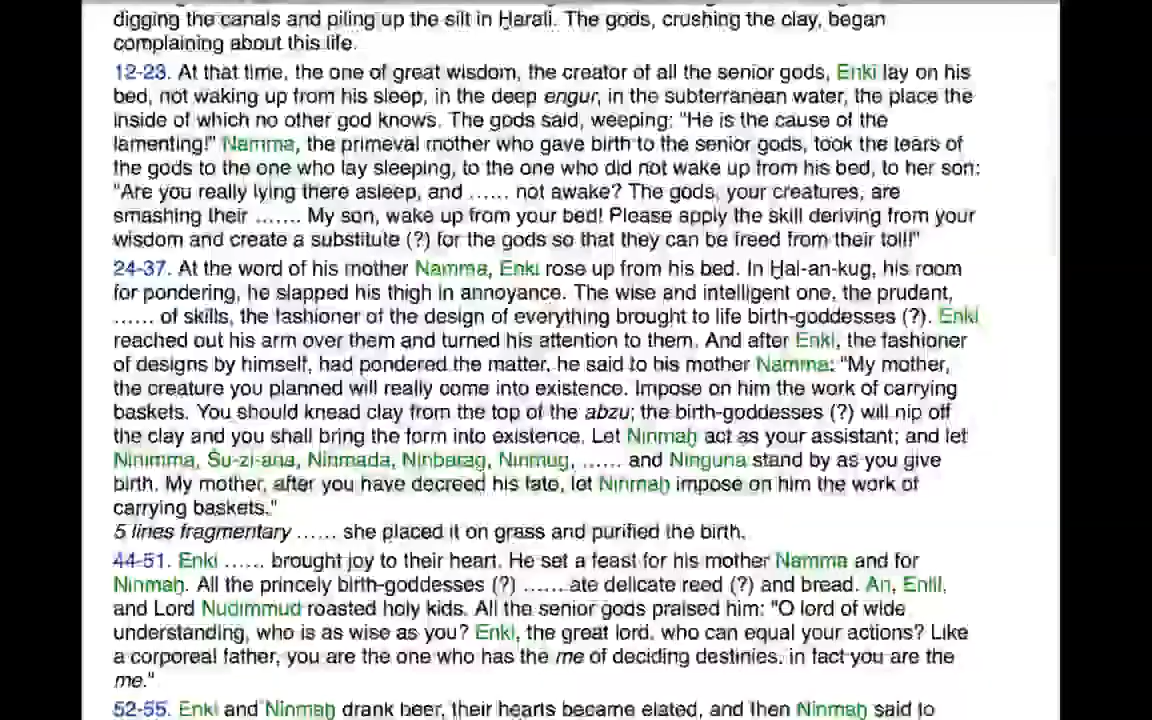 digging the canals and piling up the silt in Ḫarali. The gods, crushing the clay, began
complaining about this life.
12-23. At that time, the one of great wisdom, the creator of all the senior gods, Enki lay on his
bed, not waking up from his sleep, in the deep engur, in the subterranean water, the place the
inside of which no other god knows. The gods said, weeping: "He is the cause of the
lamenting!" Namma, the primeval mother who gave birth to the senior gods, took the tears of
the gods to the one who lay sleeping, to the one who did not wake up from his bed, to her son:
"Are you really lying there asleep, and ...... not awake? The gods, your creatures, are
smashing their ....... My son, wake up from your bed! Please apply the skill deriving from your
wisdom and create a substitute (?) for the gods so that they can be freed from their toil!"
24-37. At the word of his mother Namma, Enki rose up from his bed. In Ḫal-an-kug, his room
for pondering, he slapped his thigh in annoyance. The wise and intelligent one, the prudent,
...... of skills, the fashioner of the design of everything brought to life birth-goddesses (?). Enki
reached out his arm over them and turned his attention to them. And after Enki, the fashioner
of designs by himself, had pondered the matter, he said to his mother Namma: "My mother,
the creature you planned will really come into existence. Impose on him the work of carrying
baskets. You should knead clay from the top of the abzu; the birth-goddesses (?) will nip off
the clay and you shall bring the form into existence. Let Ninmaḫ act as your assistant; and let
Ninimma, Šu-zi-ana, Ninmada, Ninbarag, Ninmug, ...... and Ninguna stand by as you give
birth. My mother, after you have decreed his fate, let Ninmaḫ impose on him the work of
carrying baskets."
5 lines fragmentary ...... she placed it on grass and purified the birth.
44-51. Enki ...... brought joy to their heart. He set a feast for his mother Namma and for
Ninmaḫ. All the princely birth-goddesses (?) ...... ate delicate reed (?) and bread. An, Enlil,
and Lord Nudimmud roasted holy kids. All the senior gods praised him: "O lord of wide
understanding, who is as wise as you? Enki, the great lord, who can equal your actions? Like
a corporeal father, you are the one who has the me of deciding destinies, in fact you are the
me."
52-55. Enki and Ninmaḫ drank beer, their hearts became elated, and then Ninmaḫ said to